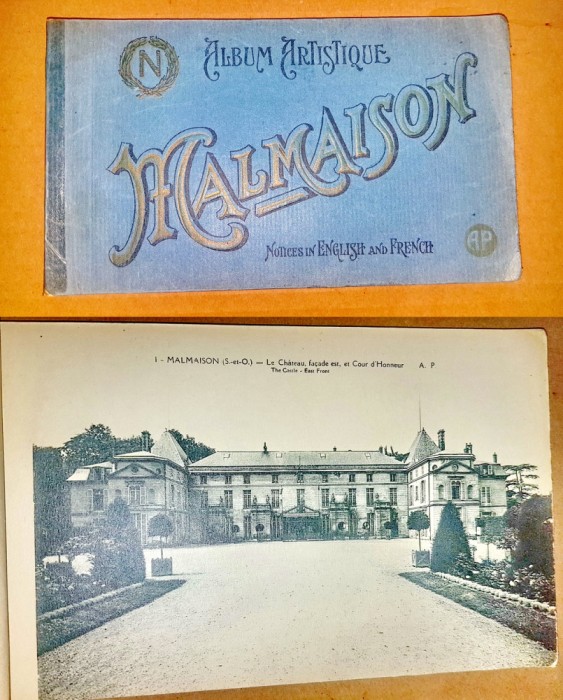 N
ALBUM ARTISTIQUE
MALMAISON
NOTICES IN ENGLISH AND FRENCH
AP
1 - MALMAISON (S.-et-O.) — Le Château, façade est, et Cour d'Honneur A. P
The Castle - East Front